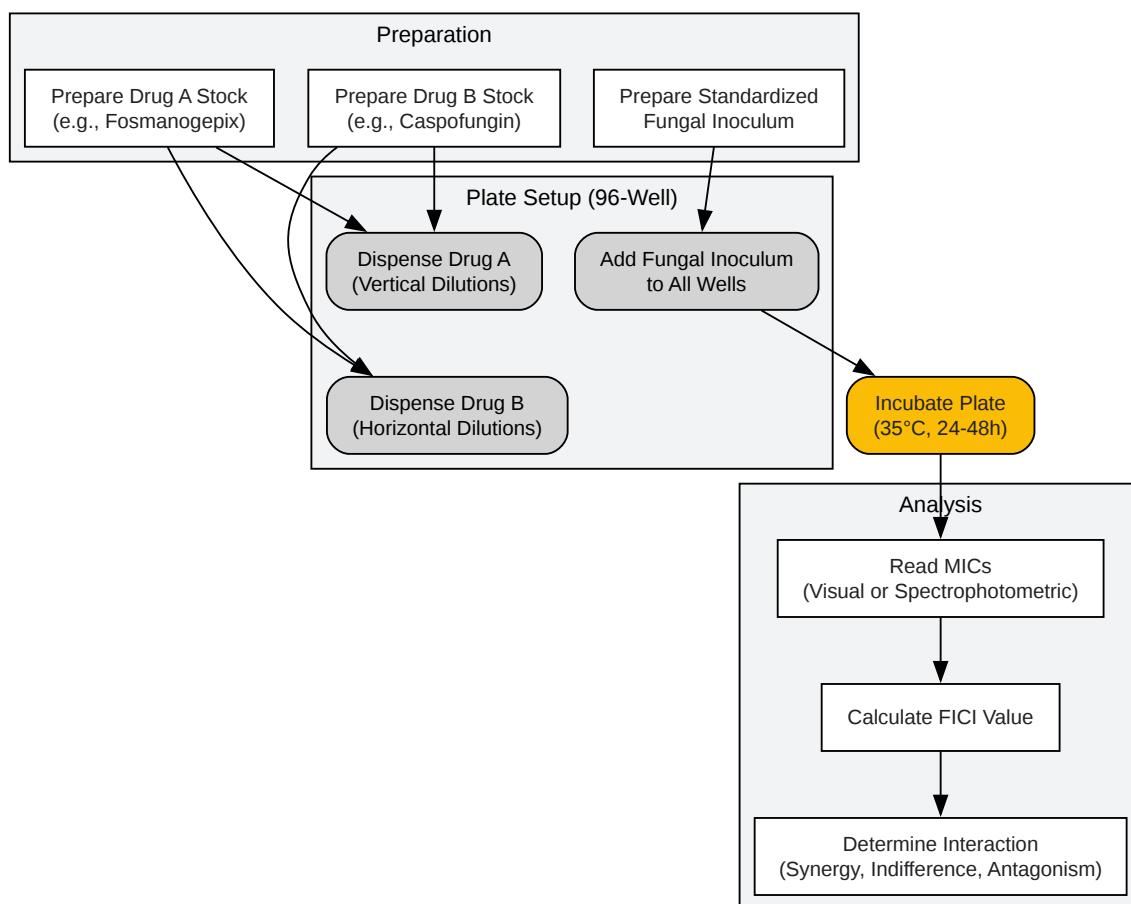 Preparation
Prepare Drug A Stock
(e.g., Fosmanogepix)
Prepare Drug B Stock
(e.g., Caspofungin)
Prepare Standardized
Fungal Inoculum
Plate Setup (96-Well)
Dispense Drug A
(Vertical Dilutions)
Add Fungal Inoculum
to All Wells
Dispense Drug B
(Horizontal Dilutions)
Incubate Plate
(35°C, 24-48h)
Analysis
Read MICs
(Visual or Spectrophotometric)
Calculate FICI Value
Determine Interaction
(Synergy, Indifference, Antagonism)